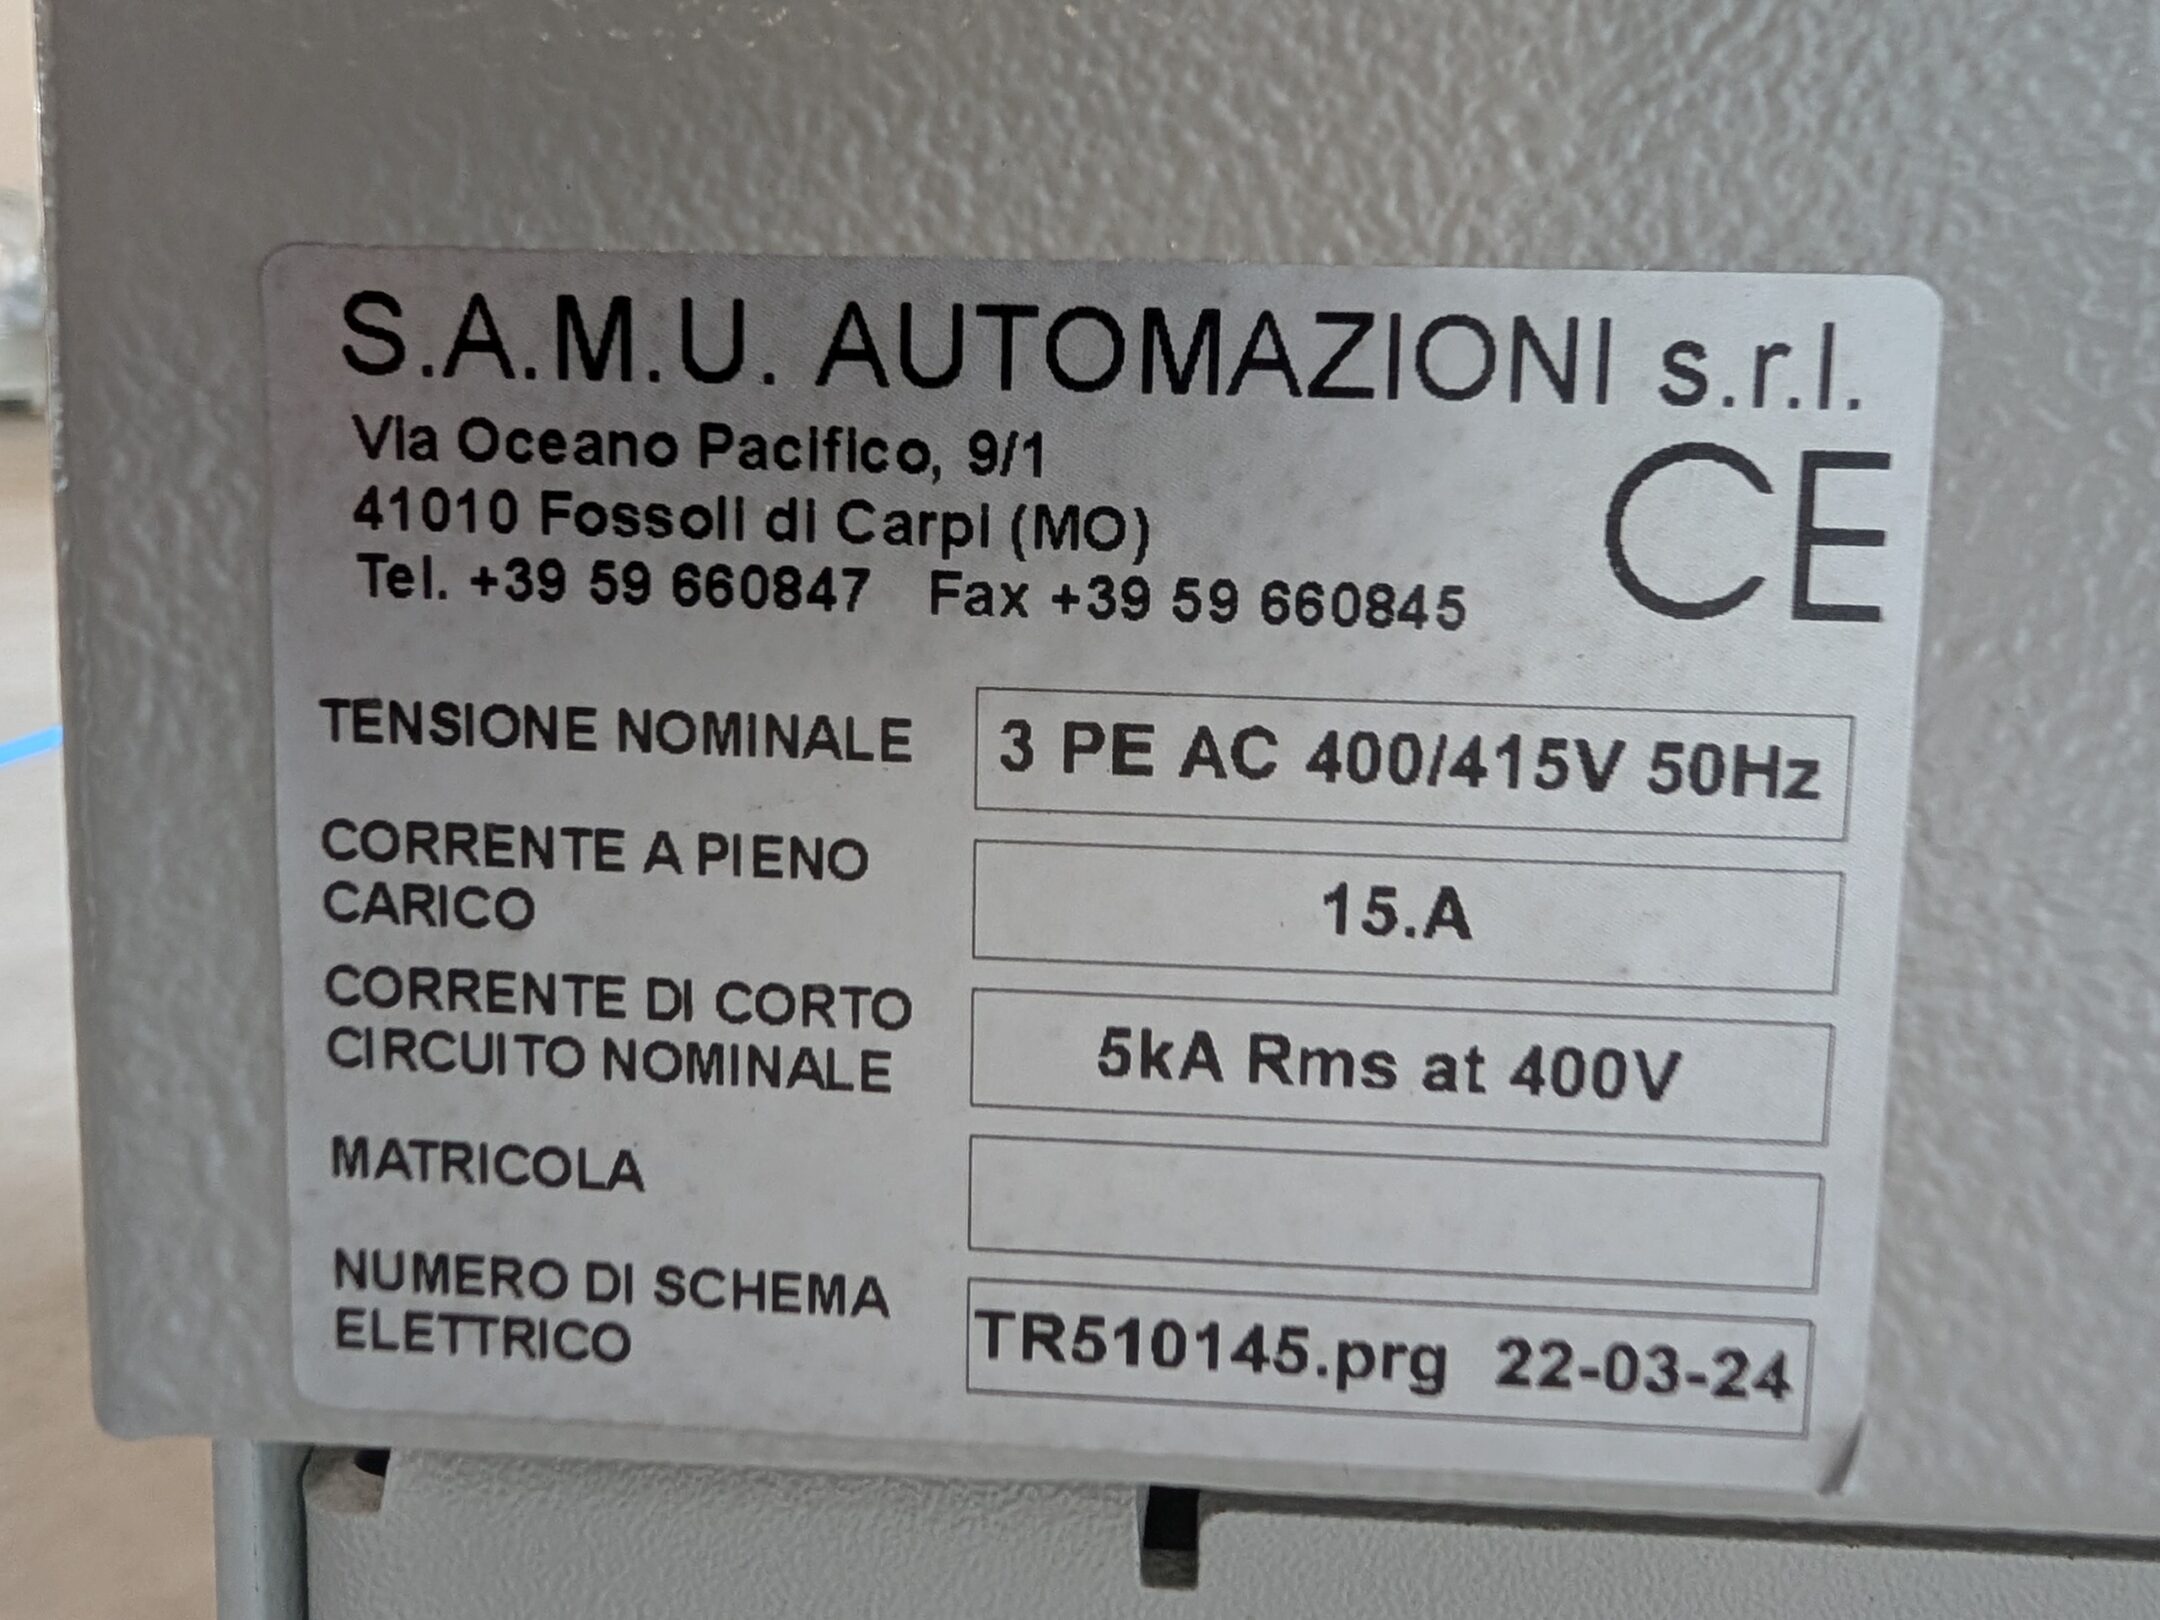 S.A.M.U. AUTOMAZIONI s.r.l.
Via Oceano Pacifico, 9/1
41010 Fossoli di Carpi (MO)
Tel. +39 59 660847 Fax +39 59 660845
CE
TENSIONE NOMINALE 3 PE AC 400/415V 50Hz
CORRENTE A PIENO
CARICO
15.A
CORRENTE DI CORTO
CIRCUITO NOMINALE
5kA Rms at 400V
MATRICOLA
NUMERO DI SCHEMA
ELETTRICO
TR510145.prg 22-03-24